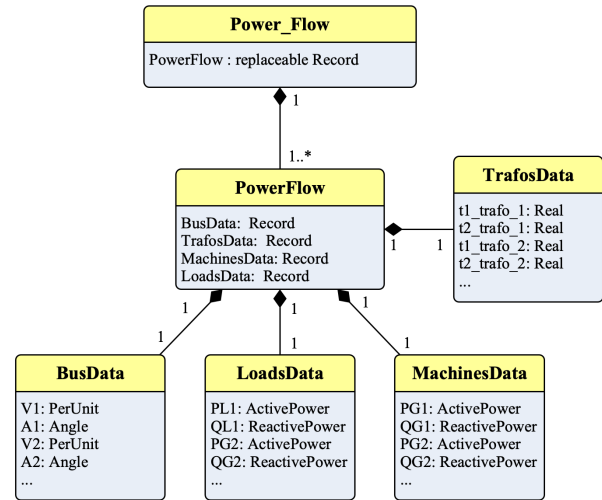 Power_Flow
PowerFlow : replaceable Record
1
1..*
PowerFlow
BusData:  Record
TrafosData:  Record
MachinesData: Record
LoadsData:  Record
1
1
TrafosData
t1_trafo_1: Real
t2_trafo_1: Real
t1_trafo_2: Real
t2_trafo_2: Real
...
1
1
1
1
1
1
BusData
V1: PerUnit
A1: Angle
V2: PerUnit
A2: Angle
...
LoadsData
PL1: ActivePower
QL1: ReactivePower
PG2: ActivePower
QG2: ReactivePower
...
MachinesData
PG1: ActivePower
QG1: ReactivePower
PG2: ActivePower
QG2: ReactivePower
...